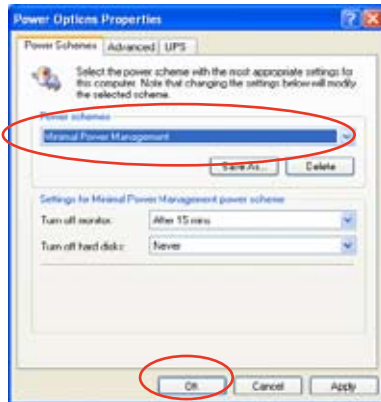 Power Options Properties
Power Schemes Advanced UPS
Select the power scheme with the most appropriate settings for
this computer. Note that changing the settings below will modify
the selected scheme.
Power schemes
Minimal Power Management
Save As... Delete
Settings for Minimal Power Management power scheme
Turn off monitor: After 15 mins
Turn off hard disks: Never
OK Cancel Apply